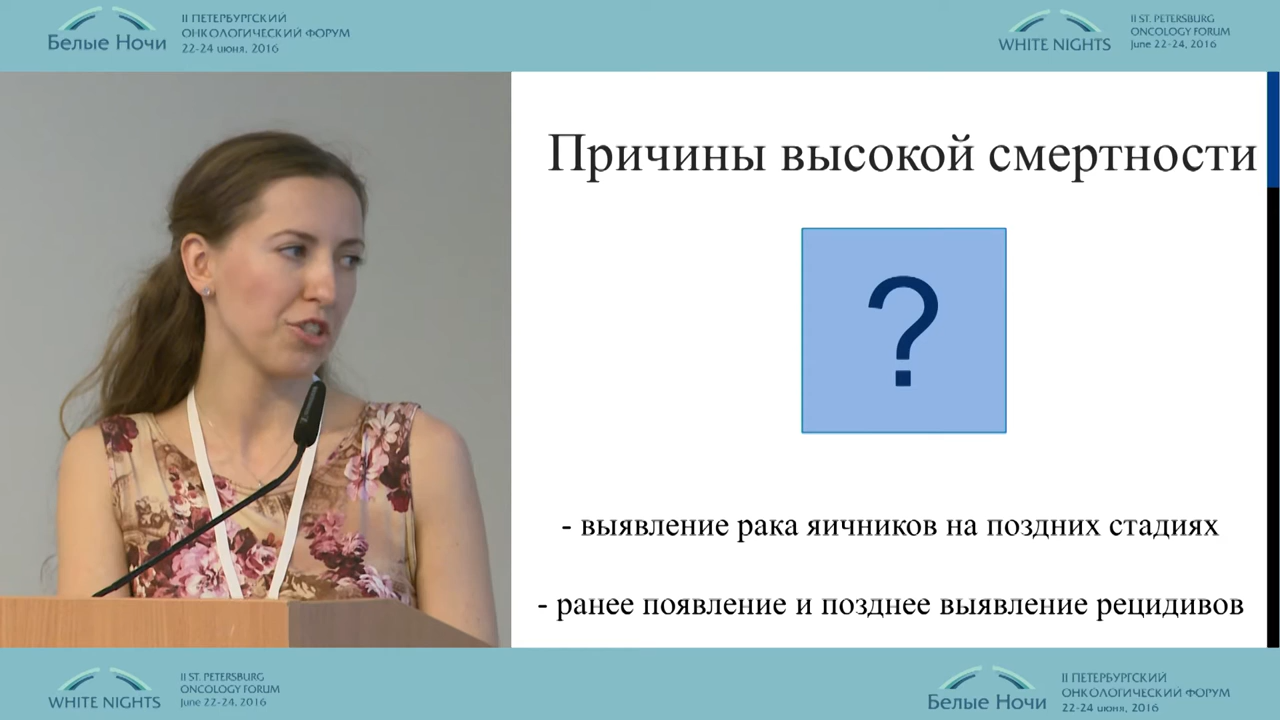 Белые Ночи
II ПЕТЕРБУРГСКИЙ
ОНКОЛОГИЧЕСКИЙ ФОРУМ
22-24 июня, 2016
WHITE NIGHTS
II ST. PETERSBURG
ONCOLOGY FORUM
June 22-24, 2016
Причины высокой смертности
?
- выявление рака яичников на поздних стадиях
- ранее появление и позднее выявление рецидивов
WHITE NIGHTS
II ST. PETERSBURG
ONCOLOGY FORUM
June 22-24, 2016
Белые Ночи
II ПЕТЕРБУРГСКИЙ
ОНКОЛОГИЧЕСКИЙ ФОРУМ
22-24 июня, 2016